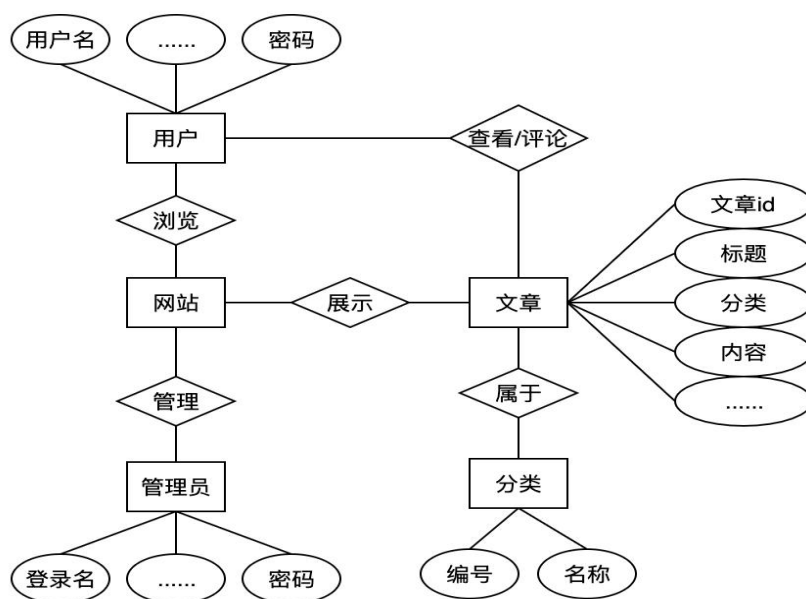 用户名
......
密码
用户
查看/评论
浏览
文章id
标题
网站
展示
文章
分类
内容
管理
属于
......
管理员
分类
登录名
......
密码
编号
名称